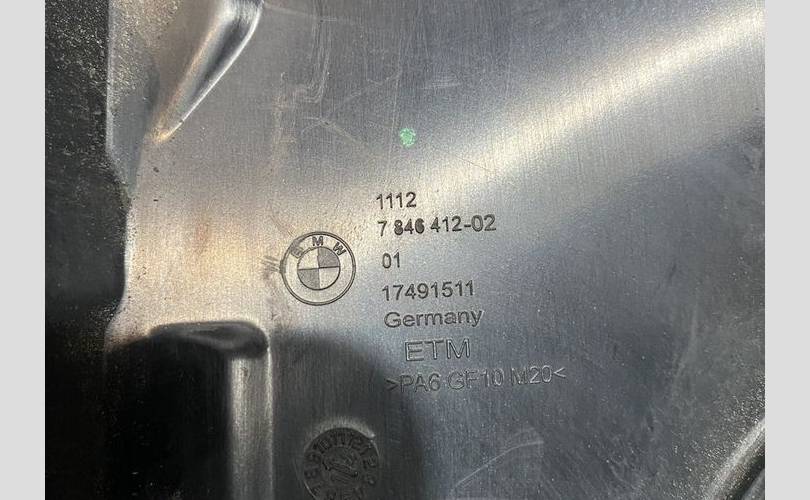 1112
7 846 412-02
BMW
01
17491511
Germany
ETM
>PA6 GF10 M20<